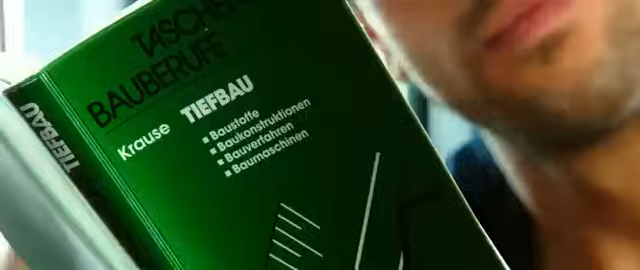 BAUBERUFE
Krause TIEFBAU
▪ Baustoffe
▪ Baukonstruktionen
▪ Bauverfahren
▪ Baumaschinen
TIEFBAU